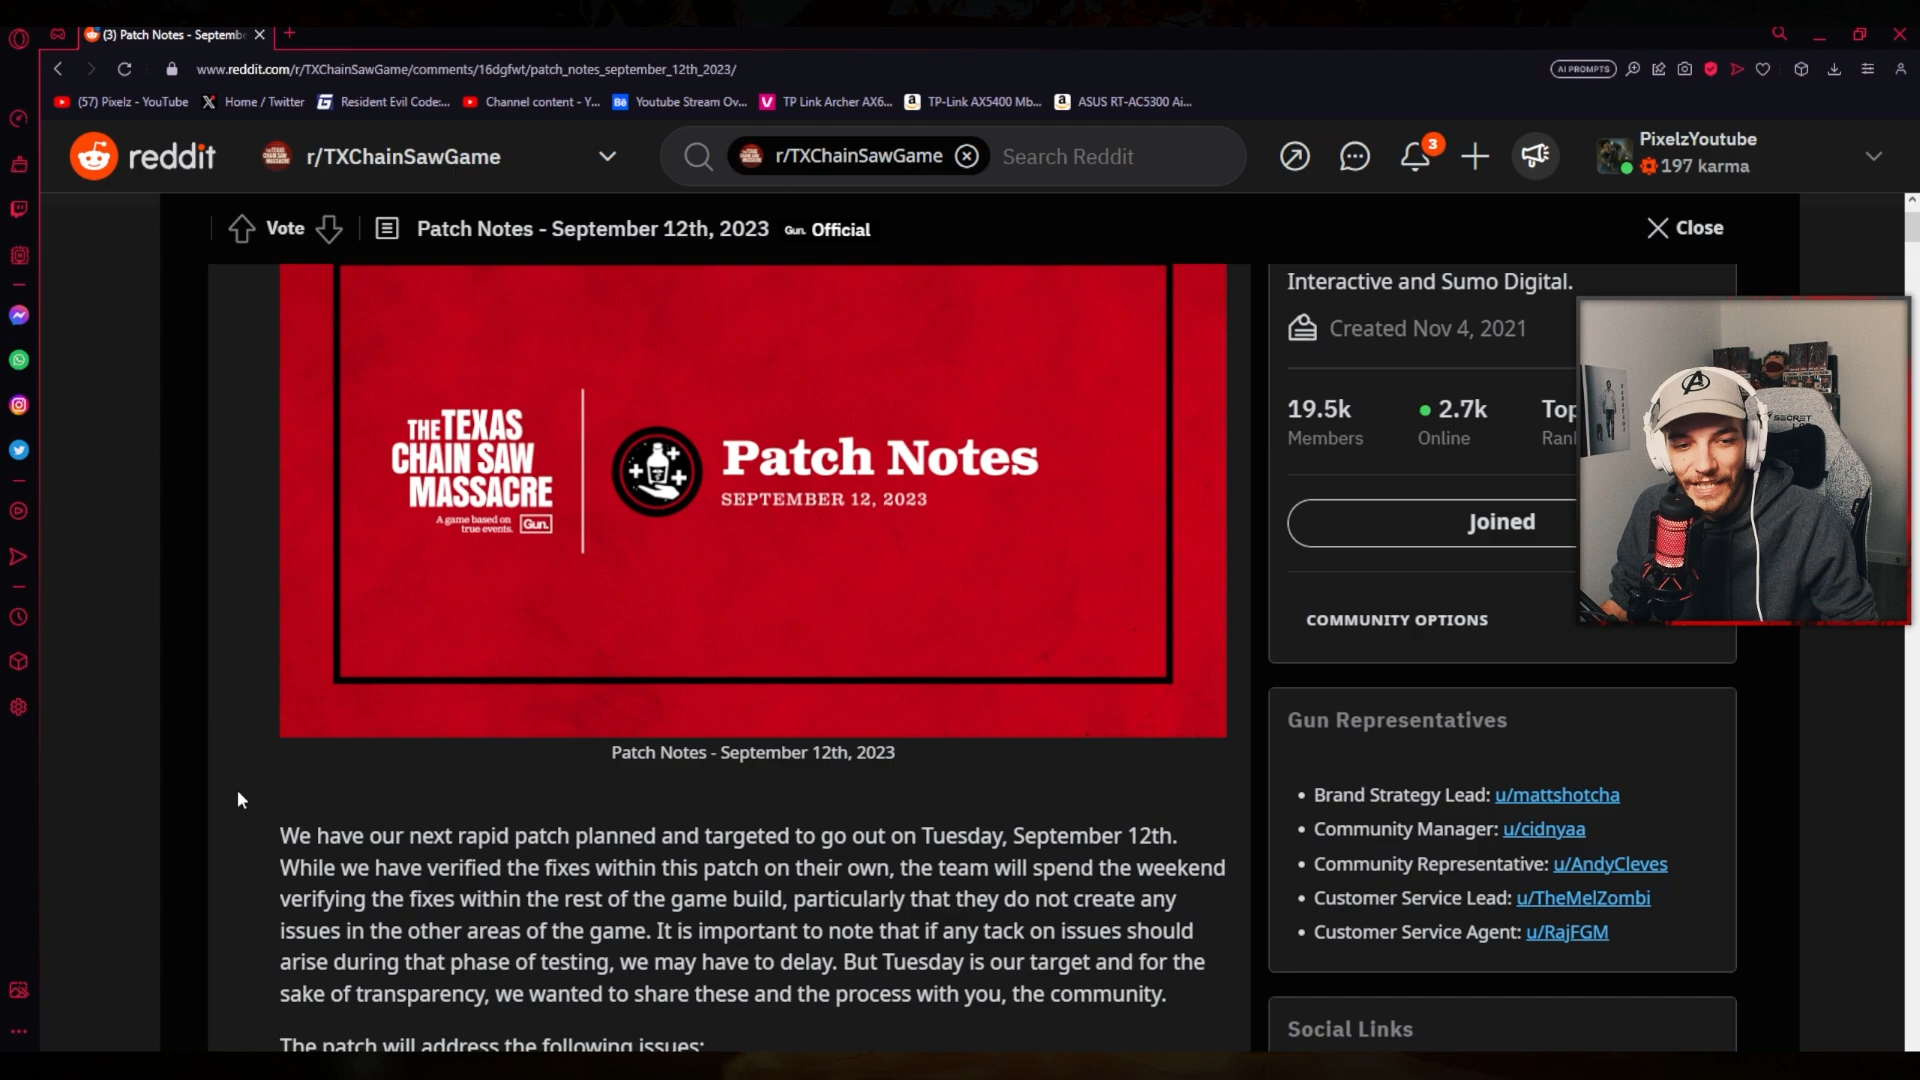 (3) Patch Notes - Septemb
www.reddit.com/r/TXChainSawGame/comments/16dgfwt/patch_notes_september_12th_2023/
AI PROMPTS
(57) Pixelz - YouTube
Home / Twitter
Resident Evil Code:...
Channel content - Y...
Bē
Youtube Stream Ov...
TP Link Archer AX6...
TP-Link AX5400 Mb...
ASUS RT-AC5300 Ai...
reddit
r/TXChainSawGame
r/TXChainSawGame
Search Reddit
3
PixelzYoutube
197 karma
Vote
Patch Notes - September 12th, 2023
Gun. Official
Close
THE TEXAS
CHAIN SAW
MASSACRE
A game based on
true events.
Gun.
Patch Notes
SEPTEMBER 12, 2023
Patch Notes - September 12th, 2023
We have our next rapid patch planned and targeted to go out on Tuesday, September 12th.
While we have verified the fixes within this patch on their own, the team will spend the weekend
verifying the fixes within the rest of the game build, particularly that they do not create any
issues in the other areas of the game. It is important to note that if any tack on issues should
arise during that phase of testing, we may have to delay. But Tuesday is our target and for the
sake of transparency, we wanted to share these and the process with you, the community.
The patch will address the following issues:
Interactive and Sumo Digital.
Created Nov 4, 2021
19.5k
Members
2.7k
Online
Top
Ran
Joined
COMMUNITY OPTIONS
SECRET
Gun Representatives
• Brand Strategy Lead: u/mattshotcha
• Community Manager: u/cidnyaa
• Community Representative: u/AndyCleves
• Customer Service Lead: u/TheMelZombi
• Customer Service Agent: u/RajFGM
Social Links